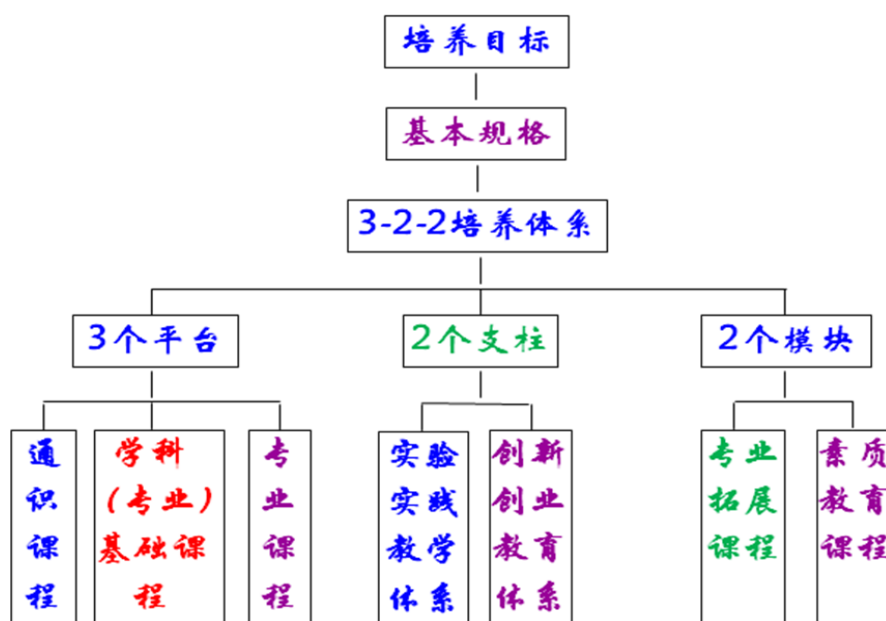 培养目标
基本规格
3-2-2培养体系
3个平台
2个支柱
2个模块
通识课程
学科
（专业）
基础课
程
专业课程
实验
实践
教学
体系
创新
创业
教育
体系
专业
拓展
课程
素质
教育
课程